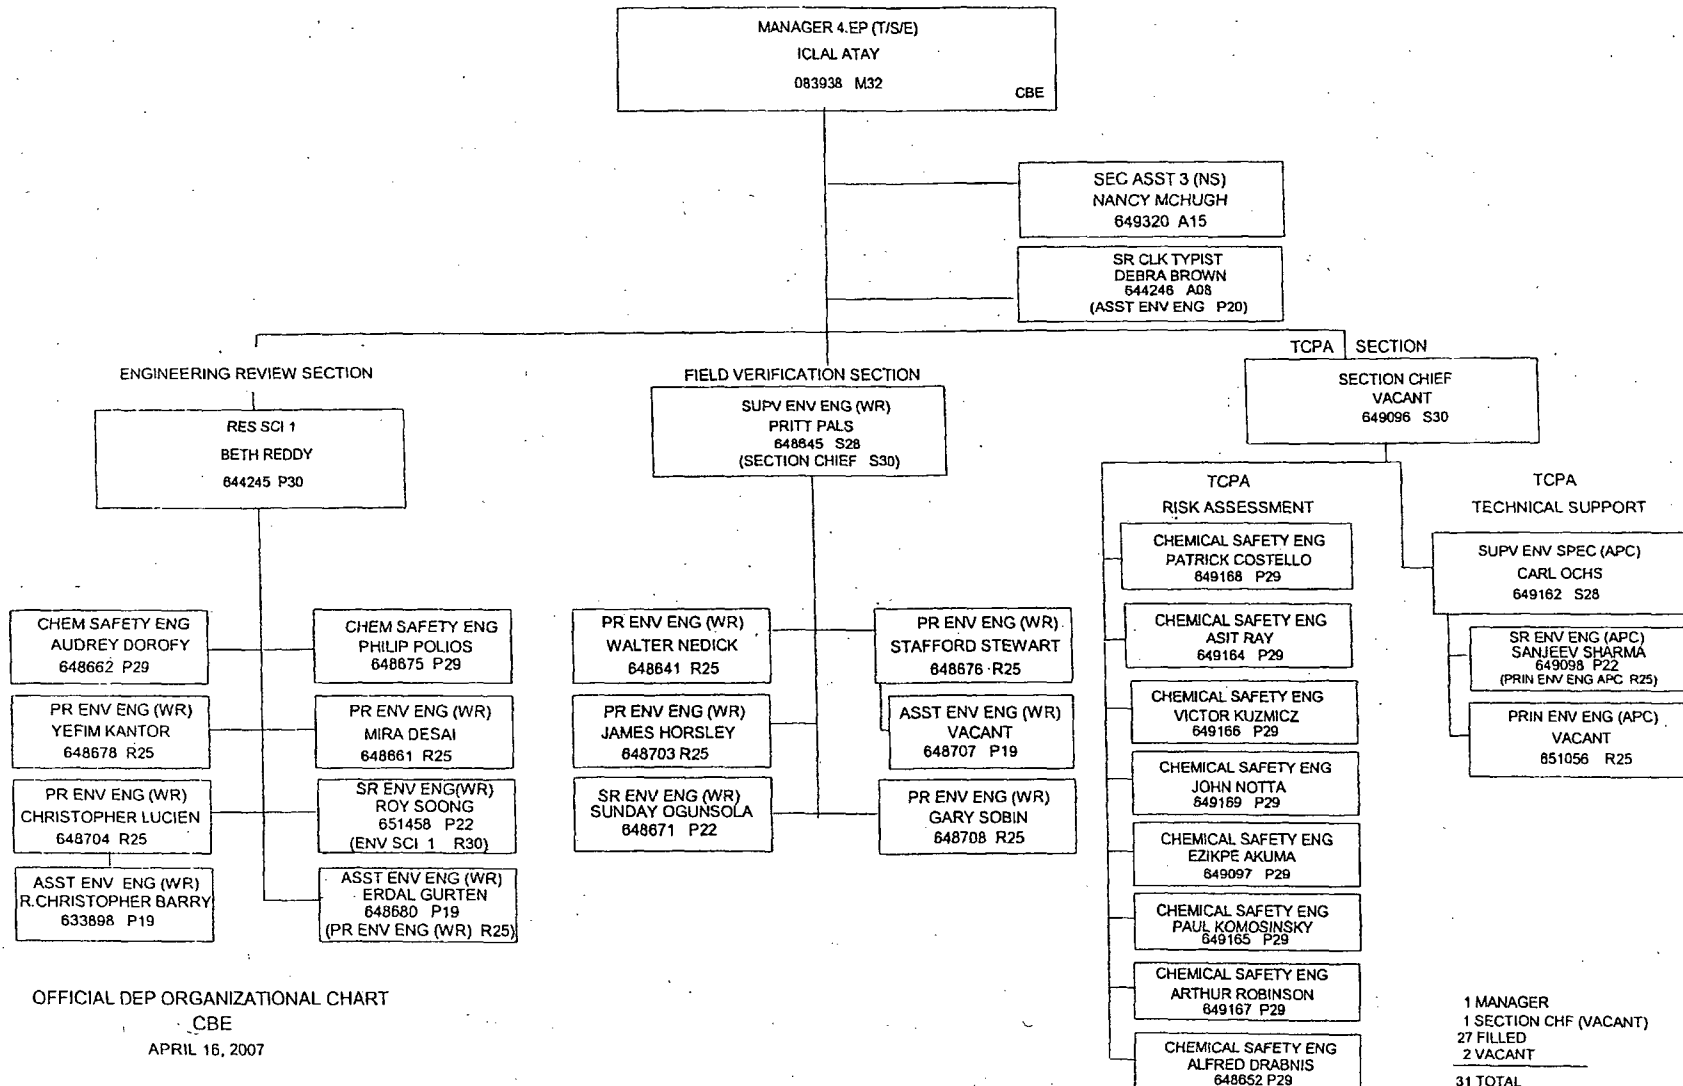 MANAGER 4.EP (T/S/E)
ICLAL ATAY
083938 M32
CBE
SEC ASST 3 (NS)
NANCY MCHUGH
649320 A15
SR CLK TYPIST
DEBRA BROWN
644246 A08
(ASST ENV ENG P20)
ENGINEERING REVIEW SECTION
RES SCI 1
BETH REDDY
644245 P30
CHEM SAFETY ENG
AUDREY DOROFY
648662 P29
CHEM SAFETY ENG
PHILIP POLIOS
648675 P29
PR ENV ENG (WR)
YEFIM KANTOR
648678 R25
PR ENV ENG (WR)
MIRA DESAI
648661 R25
PR ENV ENG (WR)
CHRISTOPHER LUCIEN
648704 R25
SR ENV ENG(WR)
ROY SOONG
651458 P22
(ENV SCI 1 R30)
ASST ENV ENG (WR)
R.CHRISTOPHER BARRY
633898 P19
ASST ENV ENG (WR)
ERDAL GURTEN
648680 P19
(PR ENV ENG (WR) R25)
FIELD VERIFICATION SECTION
SUPV ENV ENG (WR)
PRITT PALS
648645 S28
(SECTION CHIEF S30)
PR ENV ENG (WR)
WALTER NEDICK
648641 R25
PR ENV ENG (WR)
STAFFORD STEWART
648676 R25
PR ENV ENG (WR)
JAMES HORSLEY
648703 R25
ASST ENV ENG (WR)
VACANT
648707 P19
SR ENV ENG (WR)
SUNDAY OGUNSOLA
648671 P22
PR ENV ENG (WR)
GARY SOBIN
648708 R25
TCPA SECTION
SECTION CHIEF
VACANT
649096 S30
TCPA
RISK ASSESSMENT
CHEMICAL SAFETY ENG
PATRICK COSTELLO
649168 P29
CHEMICAL SAFETY ENG
ASIT RAY
649164 P29
CHEMICAL SAFETY ENG
VICTOR KUZMICZ
649166 P29
CHEMICAL SAFETY ENG
JOHN NOTTA
649169 P29
CHEMICAL SAFETY ENG
EZIKPE AKUMA
649097 P29
CHEMICAL SAFETY ENG
PAUL KOMOSINSKY
649165 P29
CHEMICAL SAFETY ENG
ARTHUR ROBINSON
649167 P29
CHEMICAL SAFETY ENG
ALFRED DRABNIS
648652 P29
TCPA
TECHNICAL SUPPORT
SUPV ENV SPEC (APC)
CARL OCHS
649162 S28
SR ENV ENG (APC)
SANJEEV SHARMA
649098 P22
(PRIN ENV ENG APC R25)
PRIN ENV ENG (APC)
VACANT
651056 R25
OFFICIAL DEP ORGANIZATIONAL CHART
CBE
APRIL 16, 2007
1 MANAGER
1 SECTION CHF (VACANT)
27 FILLED
2 VACANT
31 TOTAL